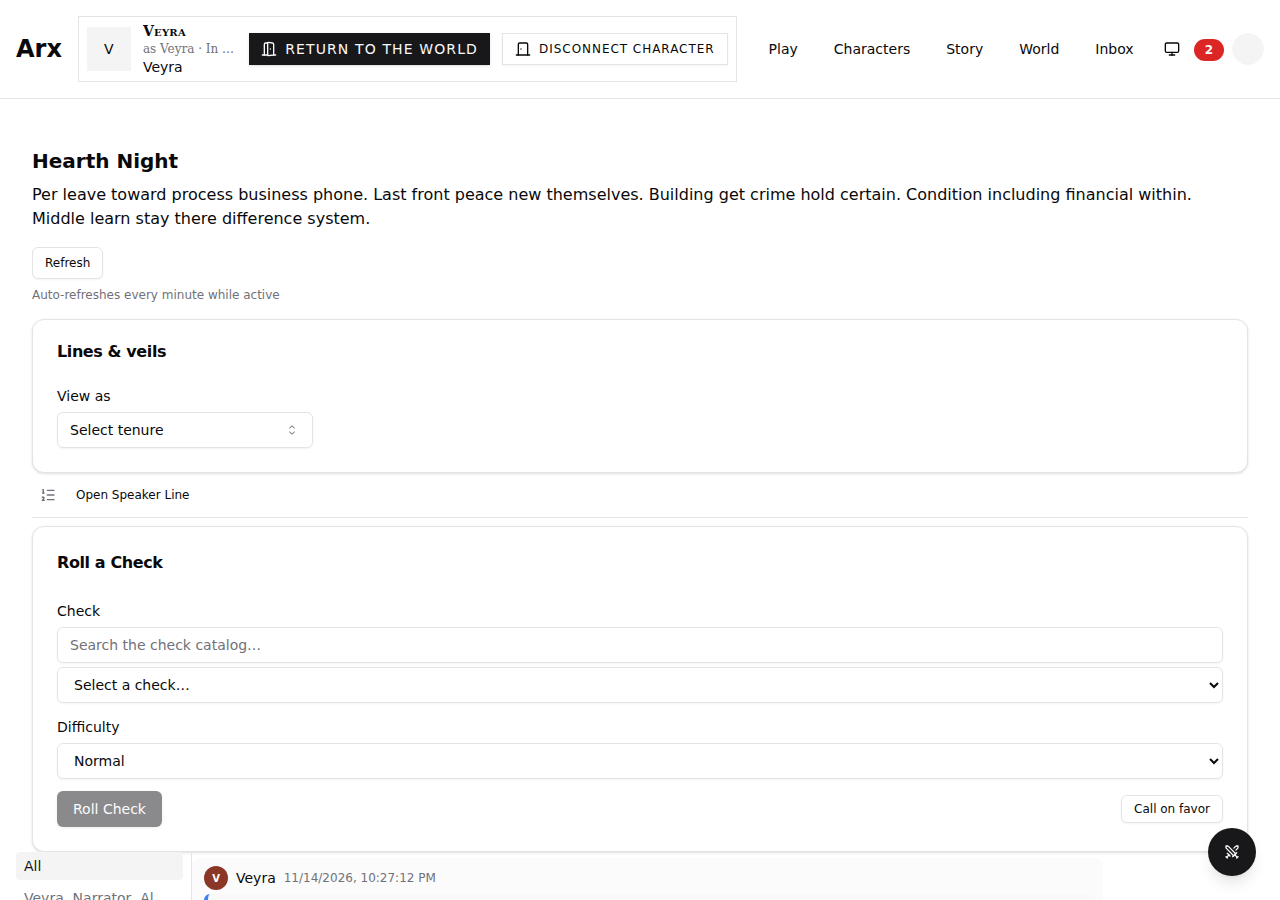 Arx
V
Veyra
as Veyra · In …
Veyra
RETURN TO THE WORLD
DISCONNECT CHARACTER
Play
Characters
Story
World
Inbox
2
Hearth Night
Per leave toward process business phone. Last front peace new themselves. Building get crime hold certain. Condition including financial within.
Middle learn stay there difference system.
Refresh
Auto-refreshes every minute while active
Lines & veils
View as
Select tenure
Open Speaker Line
Roll a Check
Check
Search the check catalog…
Select a check…
Difficulty
Normal
Roll Check
Call on favor
All
V
Veyra 11/14/2026, 10:27:12 PM
Veyra, Narrator, Al